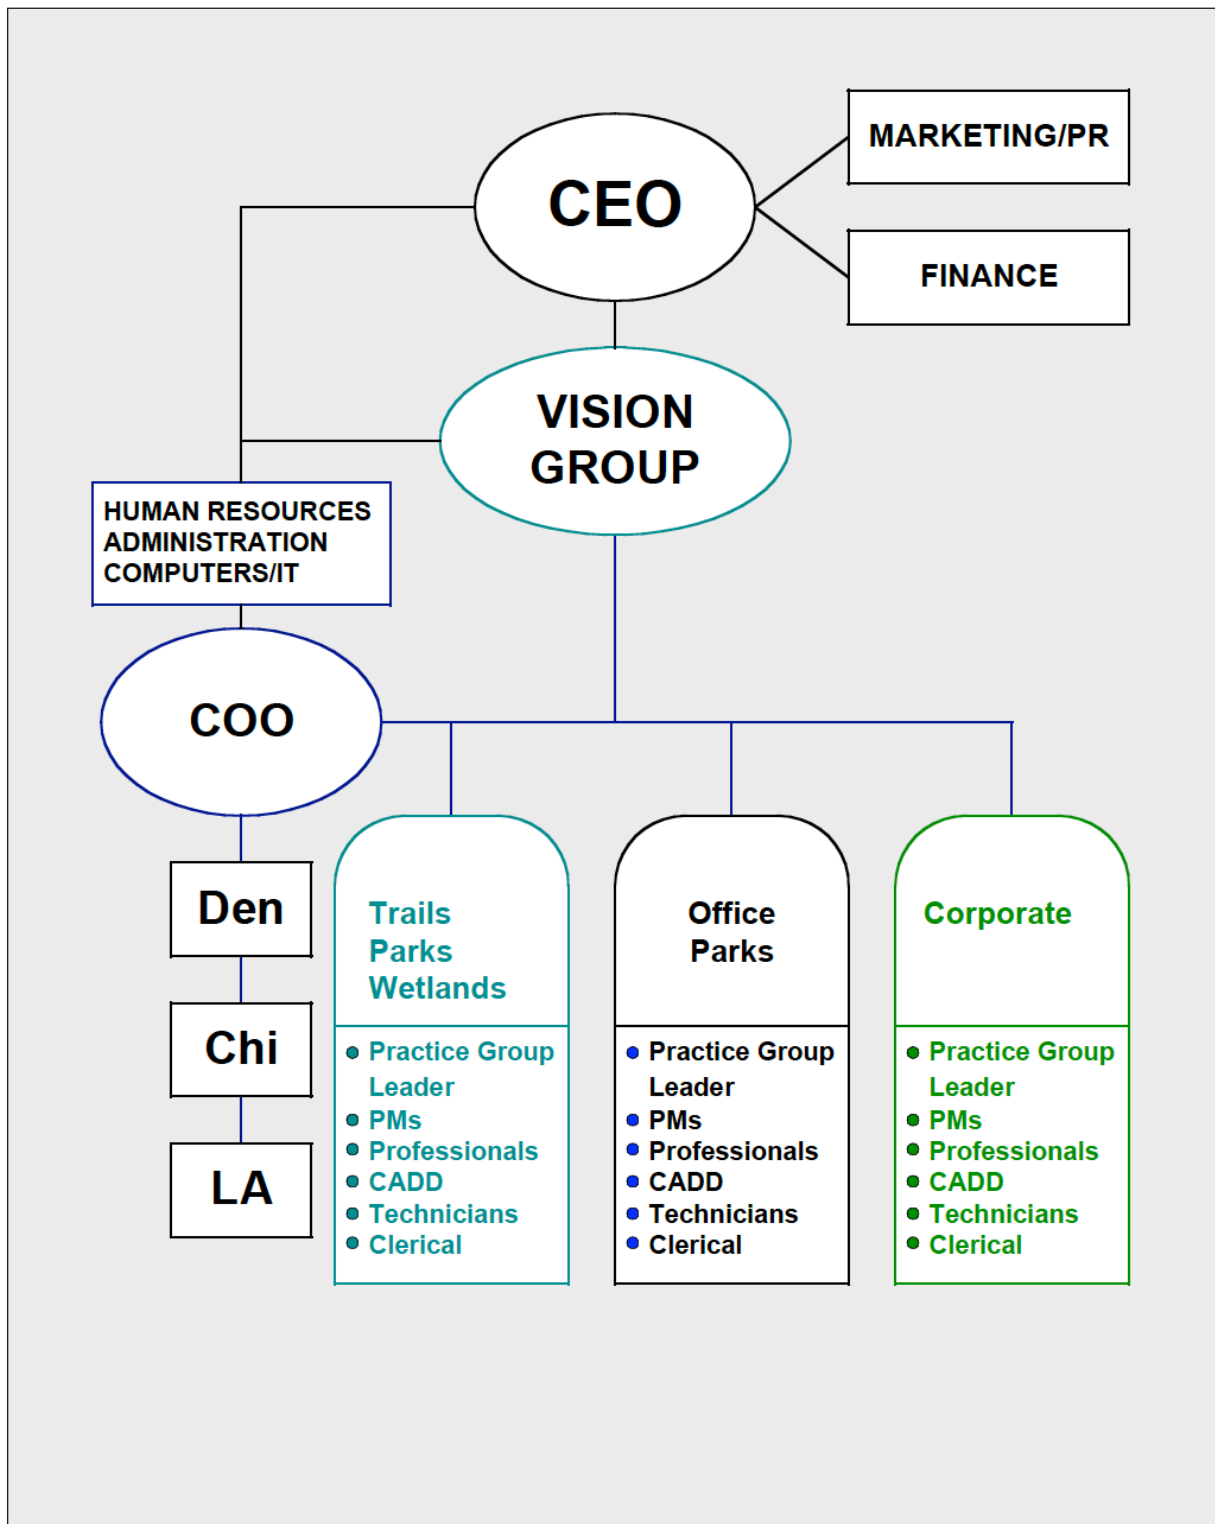 MARKETING/PR
CEO
FINANCE
VISION
GROUP
HUMAN RESOURCES
ADMINISTRATION
COMPUTERS/IT
COO
Den
Chi
LA
Trails
Parks
Wetlands
Practice Group
Leader
PMs
Professionals
CADD
Technicians
Clerical
Office
Parks
Practice Group
Leader
PMs
Professionals
CADD
Technicians
Clerical
Corporate
Practice Group
Leader
PMs
Professionals
CADD
Technicians
Clerical